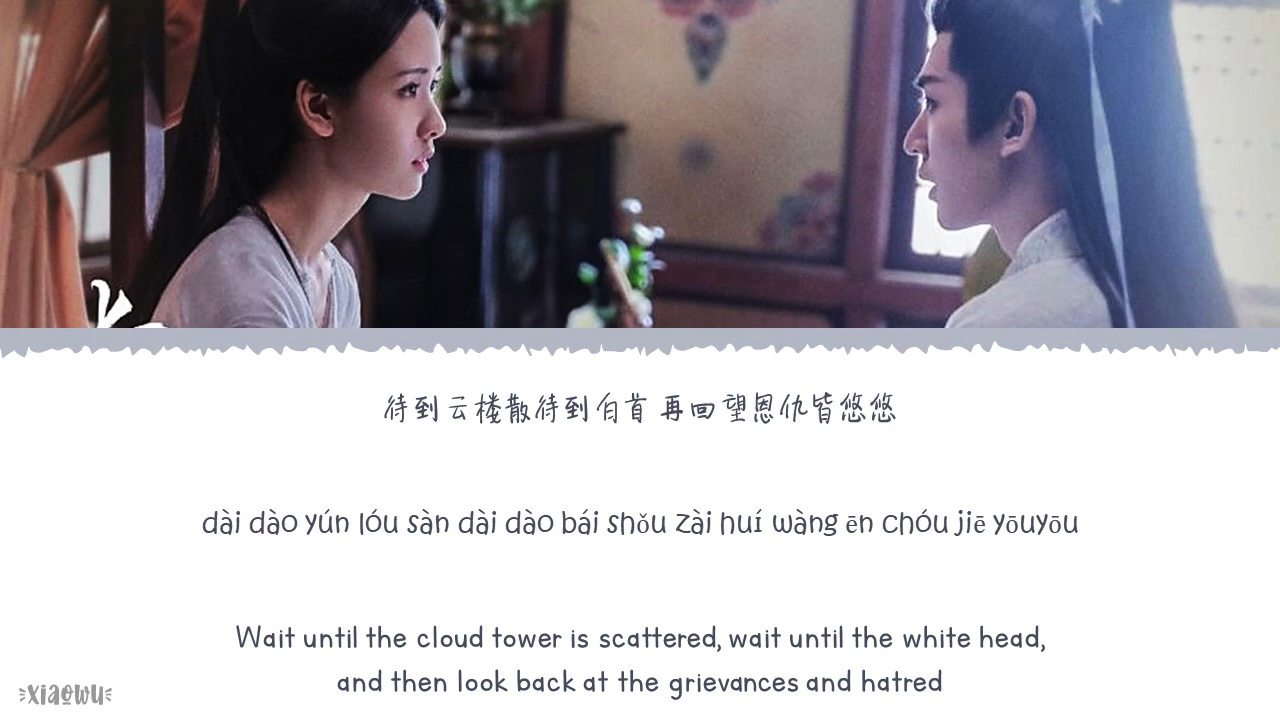 待到云楼散待到白首 再回望恩仇皆悠悠
dài dào yún lóu sàn dài dào bái shǒu zài huí wàng ēn chóu jiē yōuyōu
Wait until the cloud tower is scattered, wait until the white head,
and then look back at the grievances and hatred
xiaowu